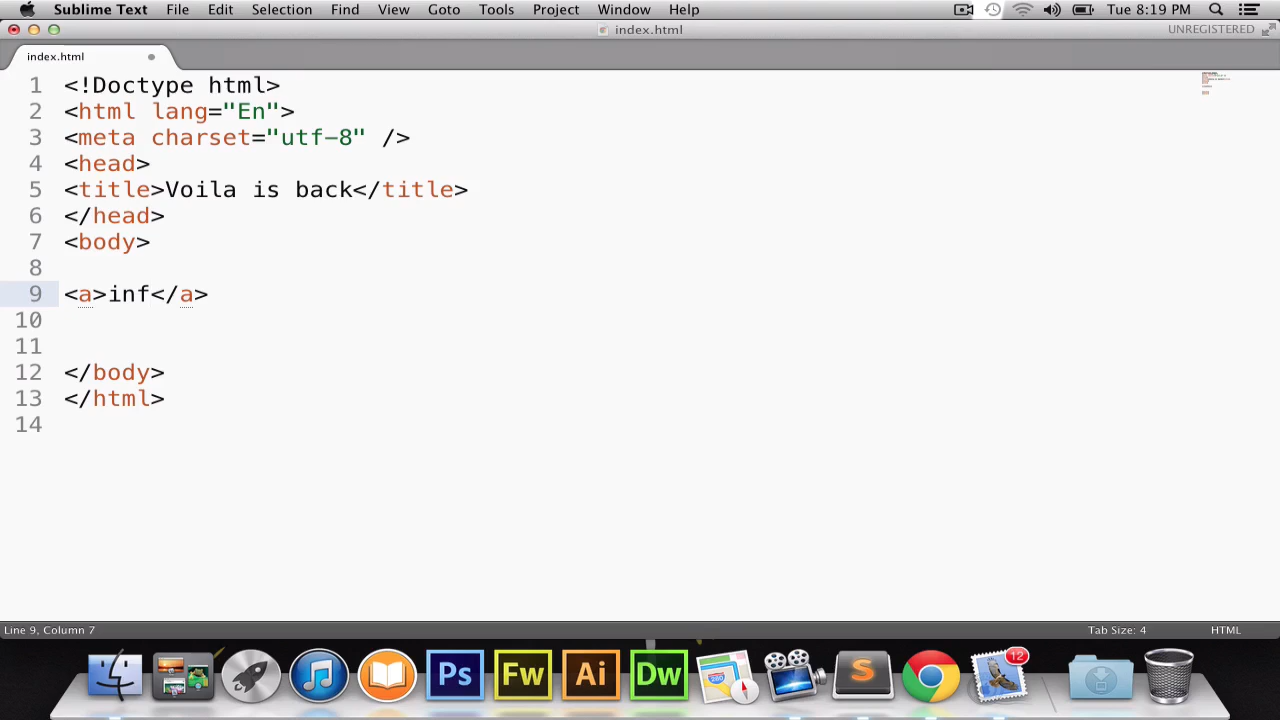 Sublime Text File Edit Selection Find View Goto Tools Project Window Help Tue 8:19 PM
index.html UNREGISTERED
index.html
1 <!Doctype html>
2 <html lang="En">
3 <meta charset="utf-8" />
4 <head>
5 <title>Voila is back</title>
6 </head>
7 <body>
8
9 <a>inf</a>
10
11
12 </body>
13 </html>
14
Line 9, Column 7 Tab Size: 4 HTML
Ps Fw Ai Dw 280 S 12